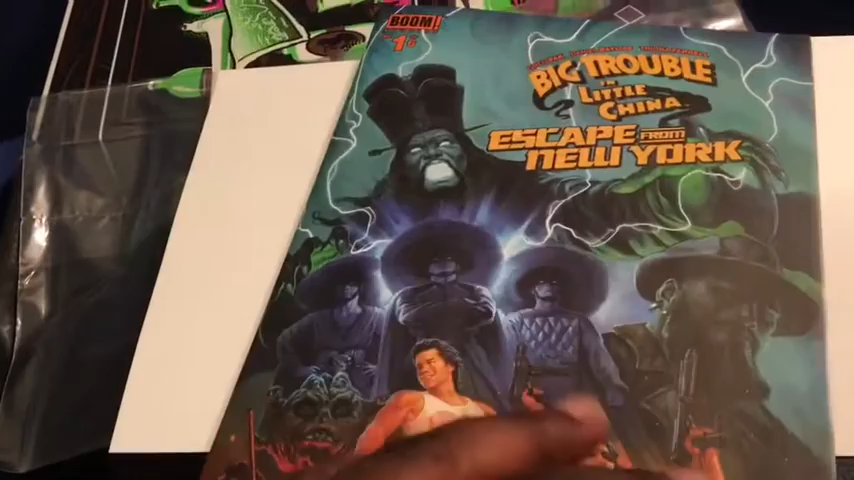 BOOM!
#1
BIG TROUBLE
IN
LITTLE
CHINA
ESCAPE FROM
NEW YORK